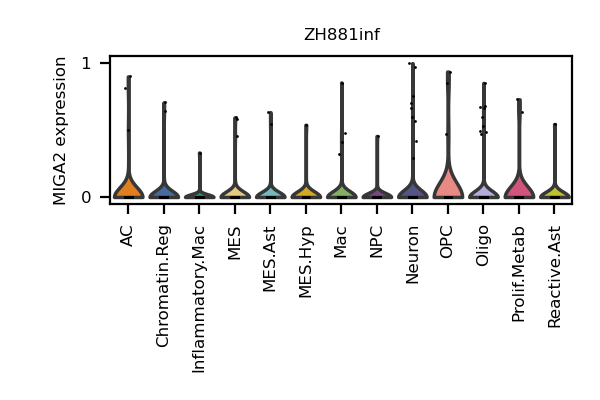 ZH881inf
MIGA2 expression
1
0
AC
Chromatin.Reg
Inflammatory.Mac
MES
MES.Ast
MES.Hyp
Mac
NPC
Neuron
OPC
Oligo
Prolif.Metab
Reactive.Ast